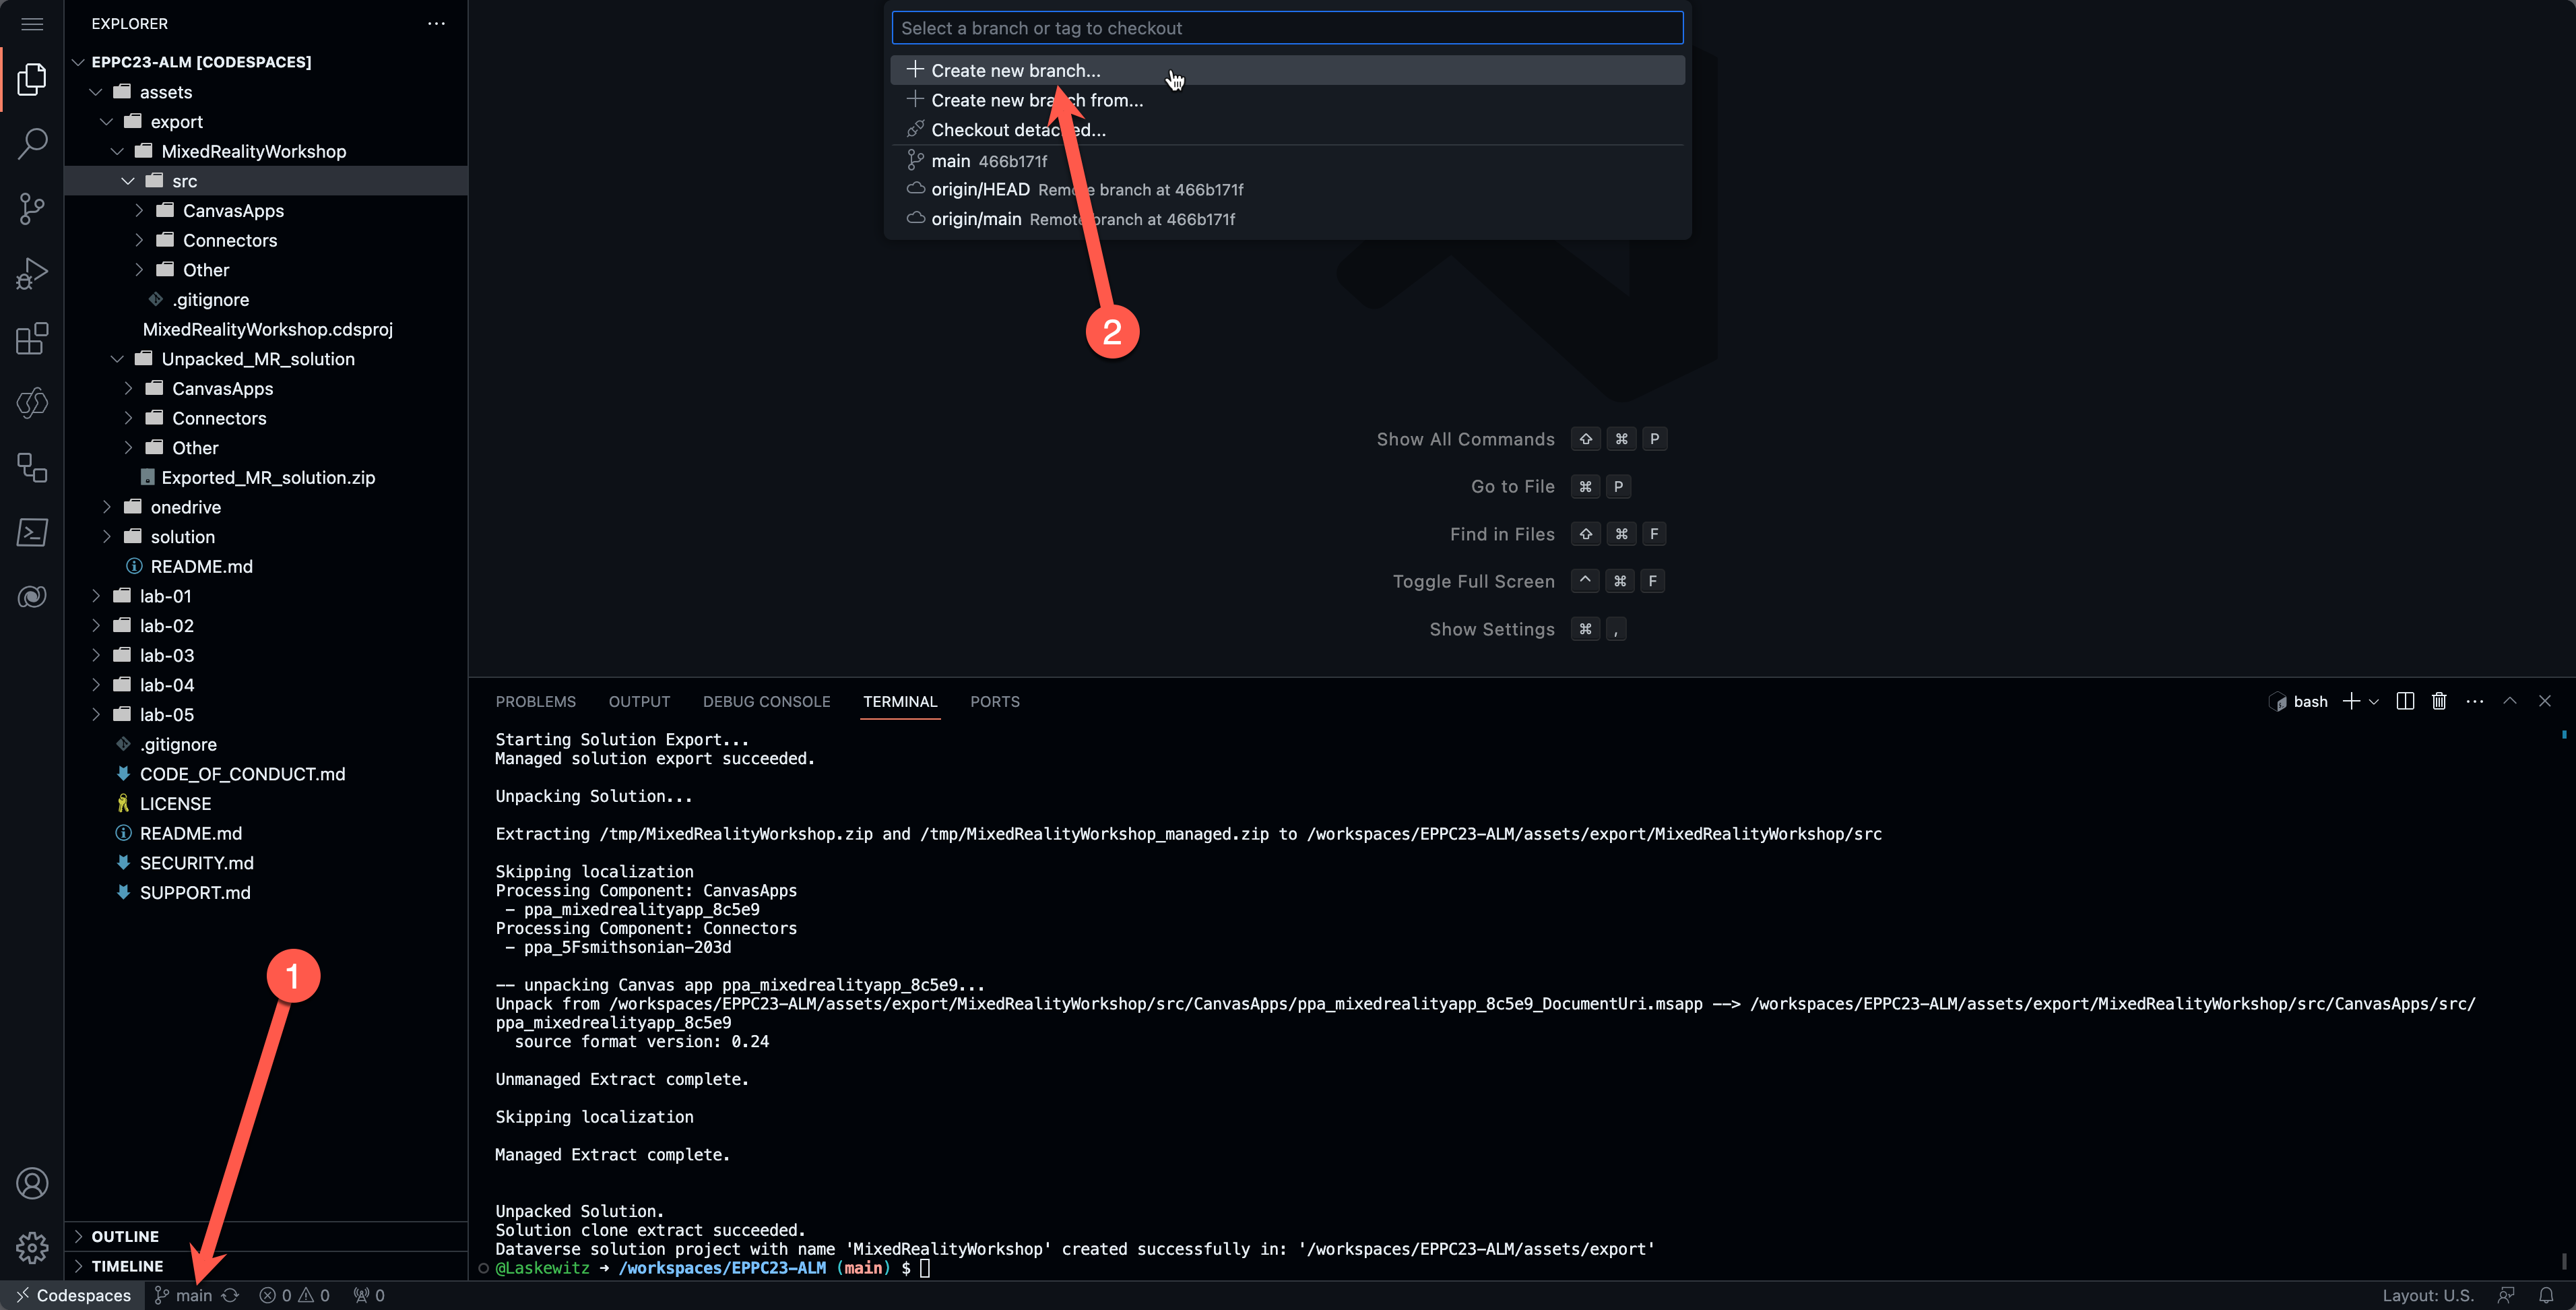 EXPLORER
EPPC23-ALM [CODESPACES]
assets
export
MixedRealityWorkshop
src
CanvasApps
Connectors
Other
.gitignore
MixedRealityWorkshop.cdsproj
Unpacked_MR_solution
CanvasApps
Connectors
Other
Exported_MR_solution.zip
onedrive
solution
README.md
lab-01
lab-02
lab-03
lab-04
lab-05
.gitignore
CODE_OF_CONDUCT.md
LICENSE
README.md
SECURITY.md
SUPPORT.md
1
OUTLINE
TIMELINE
Select a branch or tag to checkout
Create new branch...
Create new branch from...
Checkout detached...
main 466b171f
origin/HEAD Remote branch at 466b171f
origin/main Remote branch at 466b171f
2
Show All Commands ⇧ ⌘ P
Go to File ⌘ P
Find in Files ⇧ ⌘ F
Toggle Full Screen ^ ⌘ F
Show Settings ⌘ ,
PROBLEMS OUTPUT DEBUG CONSOLE TERMINAL PORTS bash
Starting Solution Export...
Managed solution export succeeded.
Unpacking Solution...
Extracting /tmp/MixedRealityWorkshop.zip and /tmp/MixedRealityWorkshop_managed.zip to /workspaces/EPPC23-ALM/assets/export/MixedRealityWorkshop/src
Skipping localization
Processing Component: CanvasApps
- ppa_mixedrealityapp_8c5e9
Processing Component: Connectors
- ppa_5Fsmithsonian-203d
-- unpacking Canvas app ppa_mixedrealityapp_8c5e9...
Unpack from /workspaces/EPPC23-ALM/assets/export/MixedRealityWorkshop/src/CanvasApps/ppa_mixedrealityapp_8c5e9_DocumentUri.msapp --> /workspaces/EPPC23-ALM/assets/export/MixedRealityWorkshop/src/CanvasApps/src/
ppa_mixedrealityapp_8c5e9
source format version: 0.24
Unmanaged Extract complete.
Skipping localization
Managed Extract complete.
Unpacked Solution.
Solution clone extract succeeded.
Dataverse solution project with name 'MixedRealityWorkshop' created successfully in: '/workspaces/EPPC23-ALM/assets/export'
@Laskewitz → /workspaces/EPPC23-ALM (main) $
Codespaces main 0 0 0 Layout: U.S.